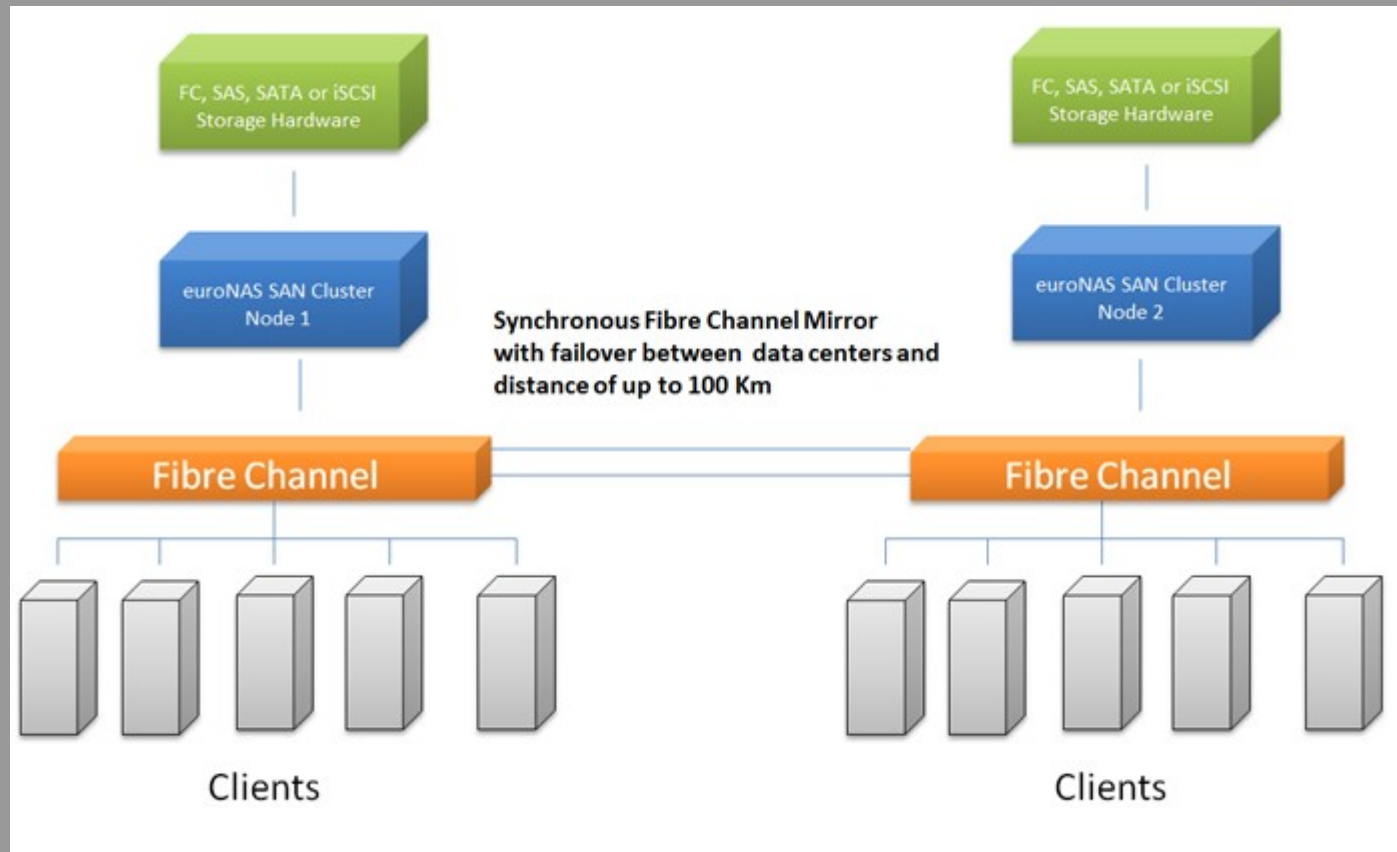 FC, SAS, SATA or iSCSI
Storage Hardware
FC, SAS, SATA or iSCSI
Storage Hardware
euroNAS SAN Cluster
Node 1
euroNAS SAN Cluster
Node 2
Synchronous Fibre Channel Mirror
with failover between data centers and
distance of up to 100 Km
Fibre Channel
Fibre Channel
Clients
Clients